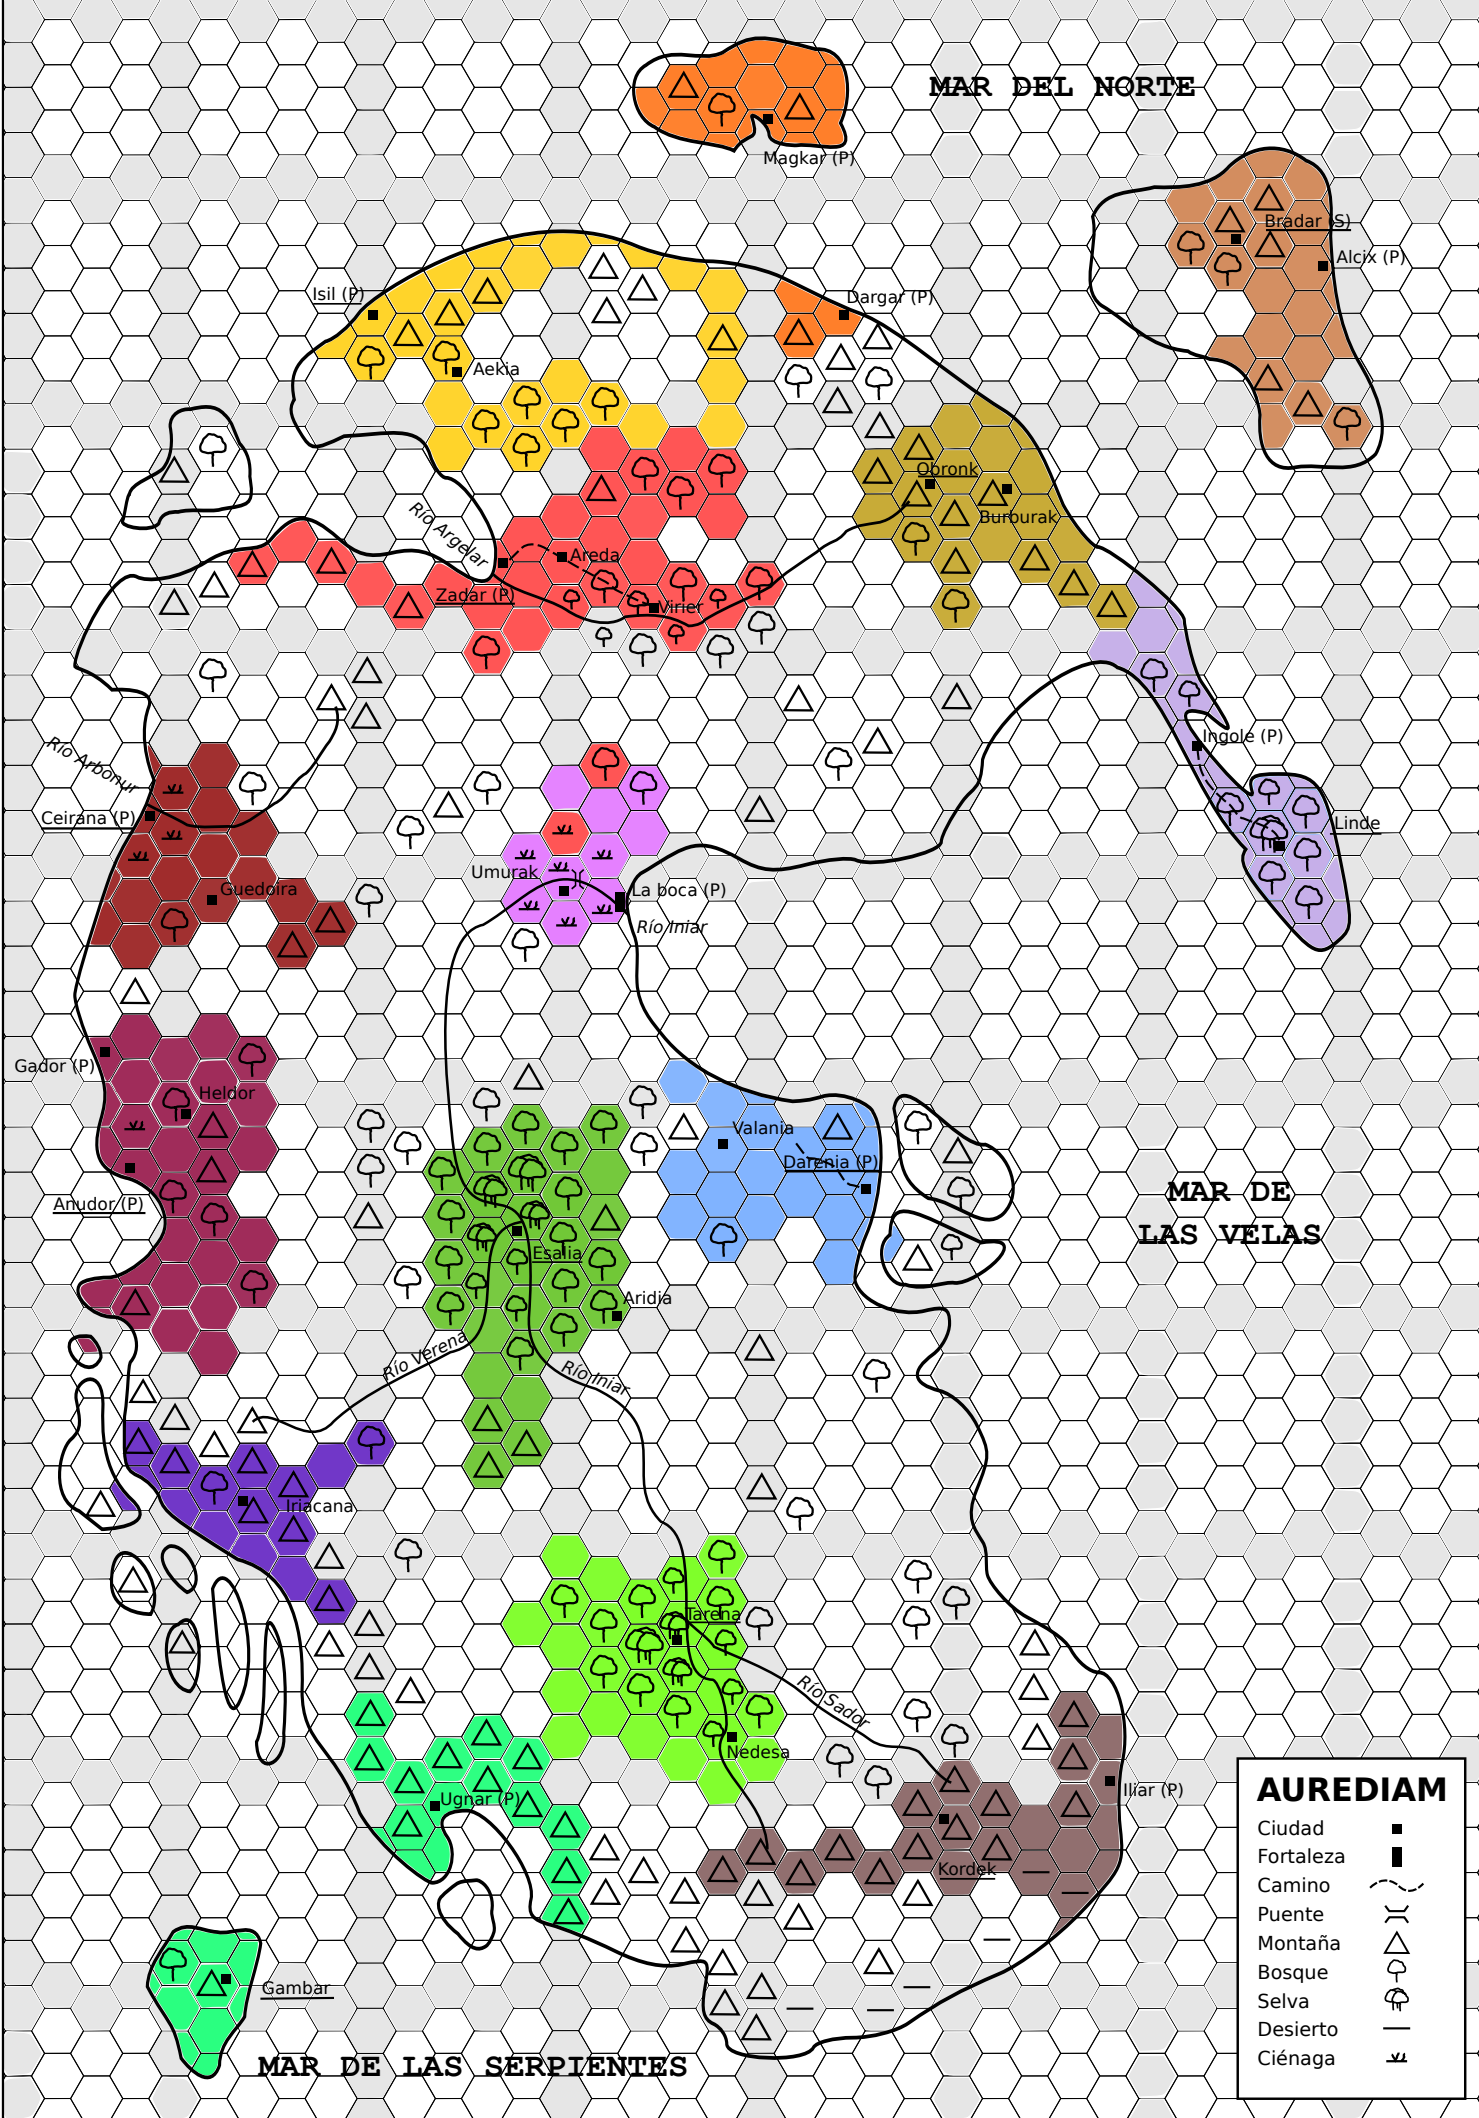 MAR DEL NORTE
Magkar (P)
Bradar (S)
Alcix (P)
Isil (P)
Dargar (P)
Aekia
Obronk
Burburak
Río Argelar
Areda
Zadar (P)
Virier
Ingole (P)
Río Arbonur
Ceirana (P)
Linde
Umurak
Guedoira
La boca (P)
Río Iniar
Gador (P)
Heldor
Valania
Darenia (P)
Anudor (P)
MAR DE
LAS VELAS
Esalia
Aridia
Río Verena
Río Iniar
Iriacana
Tarena
Río Sador
Nedesa
Iliar (P)
Ugnar (P)
Kordek
Gambar
MAR DE LAS SERPIENTES
AUREDIAM
Ciudad
Fortaleza
Camino
Puente
Montaña
Bosque
Selva
Desierto
Ciénaga